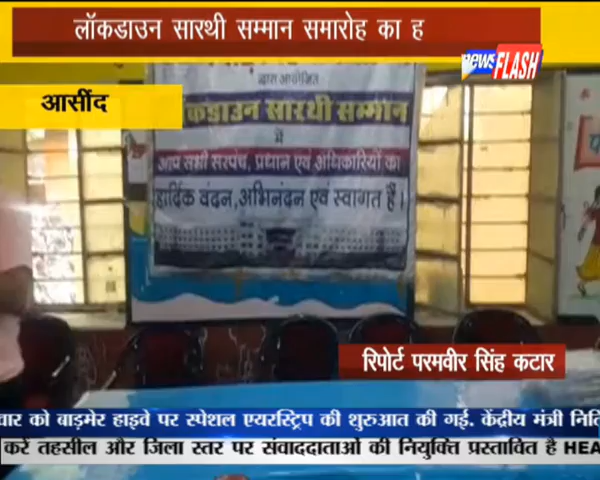 लॉकडाउन सारथी सम्मान समारोह का ह
news FLASH
आसींद
द्वारा आयोजित
कडाउन सारथी सम्मान
में
आप सभी सरपंच, प्रधान एवं अधिकारियों का
हार्दिक वंदन, अभिनंदन एवं स्वागत है।
रिपोर्ट परमवीर सिंह कटार
वार को बाड़मेर हाइवे पर स्पेशल एयरस्ट्रिप की शुरुआत की गई. केंद्रीय मंत्री निति
करें तहसील और जिला स्तर पर संवाददाताओं की नियुक्ति प्रस्तावित है HEA